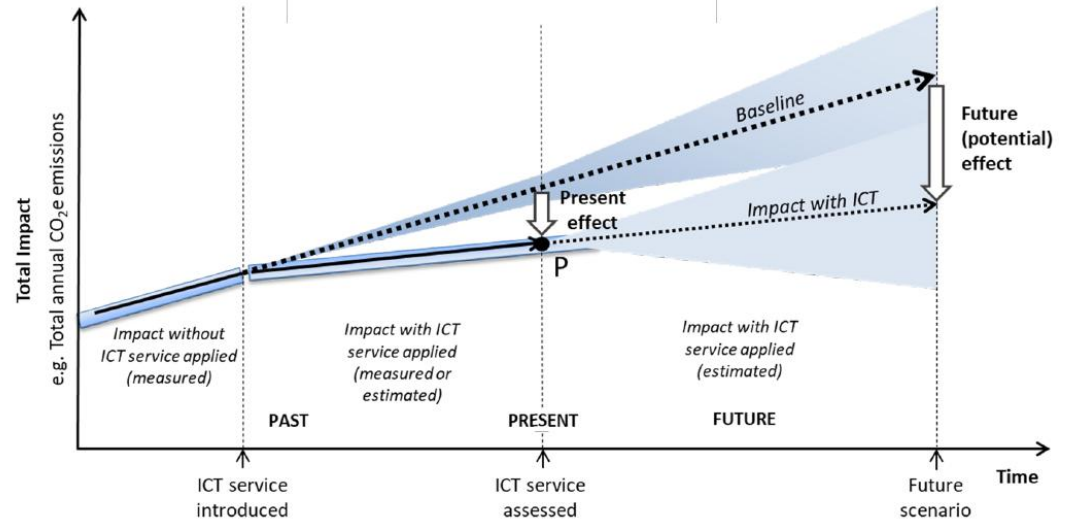 Total Impact
e.g. Total annual CO₂e emissions
Baseline
Future
(potential)
effect
Present
effect
Impact with ICT
P
Impact without
ICT service applied
(measured)
Impact with ICT
service applied
(measured or
estimated)
Impact with ICT
service applied
(estimated)
PAST
PRESENT
FUTURE
Time
ICT service
introduced
ICT service
assessed
Future
scenario